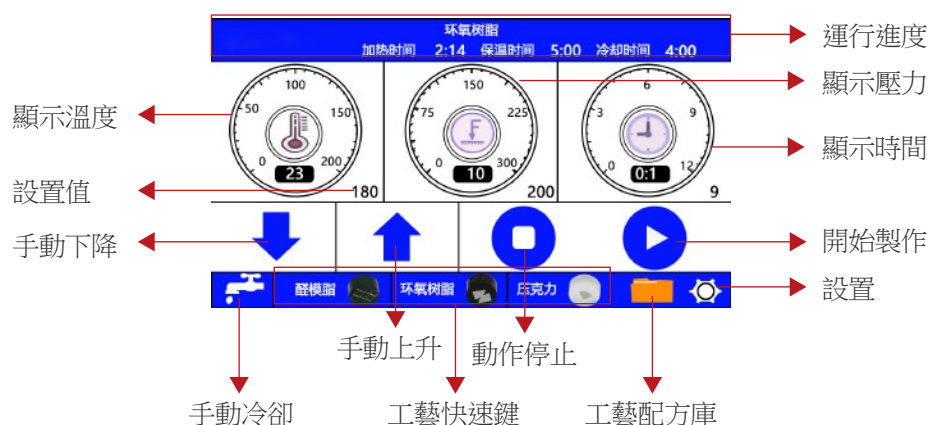 环氧树脂
加热时间 2:14 保温时间 5:00 冷却时间 4:00
運行進度
顯示壓力
顯示溫度
顯示時間
設置值
手動下降
開始製作
設置
0 50 100 150 200
23
180
0 75 150 225 300
10
200
0 3 6 9 12
0:1
9
醛模脂 环氧树脂 压克力
手動上升
動作停止
手動冷卻
工藝快速鍵
工藝配方庫